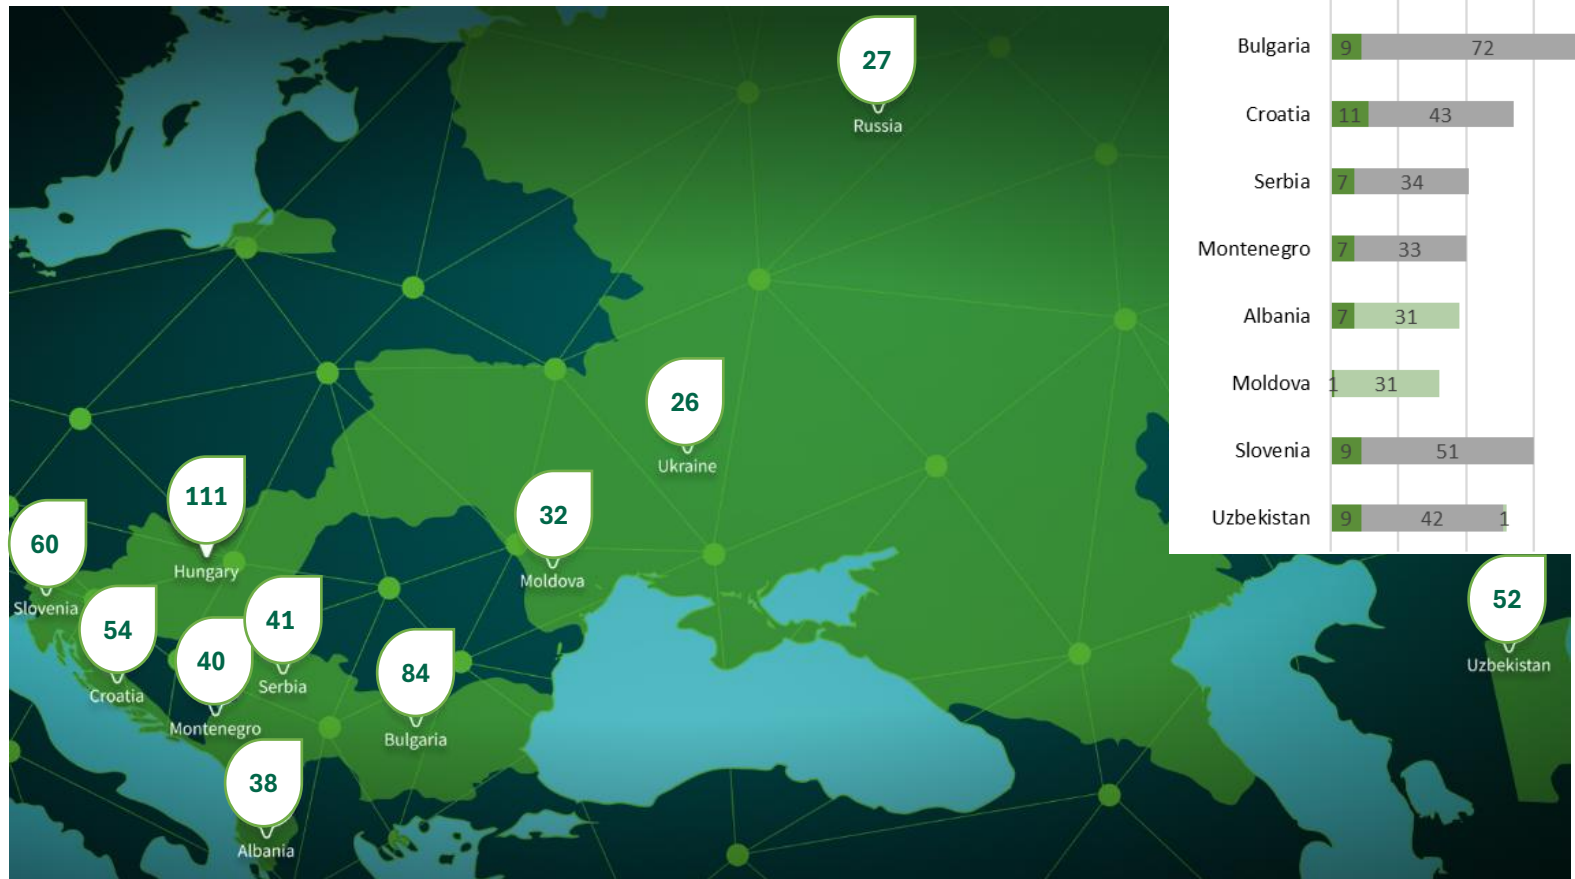 27
Russia
26
Ukraine
111
Hungary
32
Moldova
60
Slovenia
54
Croatia
41
Serbia
40
Montenegro
84
Bulgaria
38
Albania
52
Uzbekistan
Bulgaria 9 72
Croatia 11 43
Serbia 7 34
Montenegro 7 33
Albania 7 31
Moldova 1 31
Slovenia 9 51
Uzbekistan 9 42 1